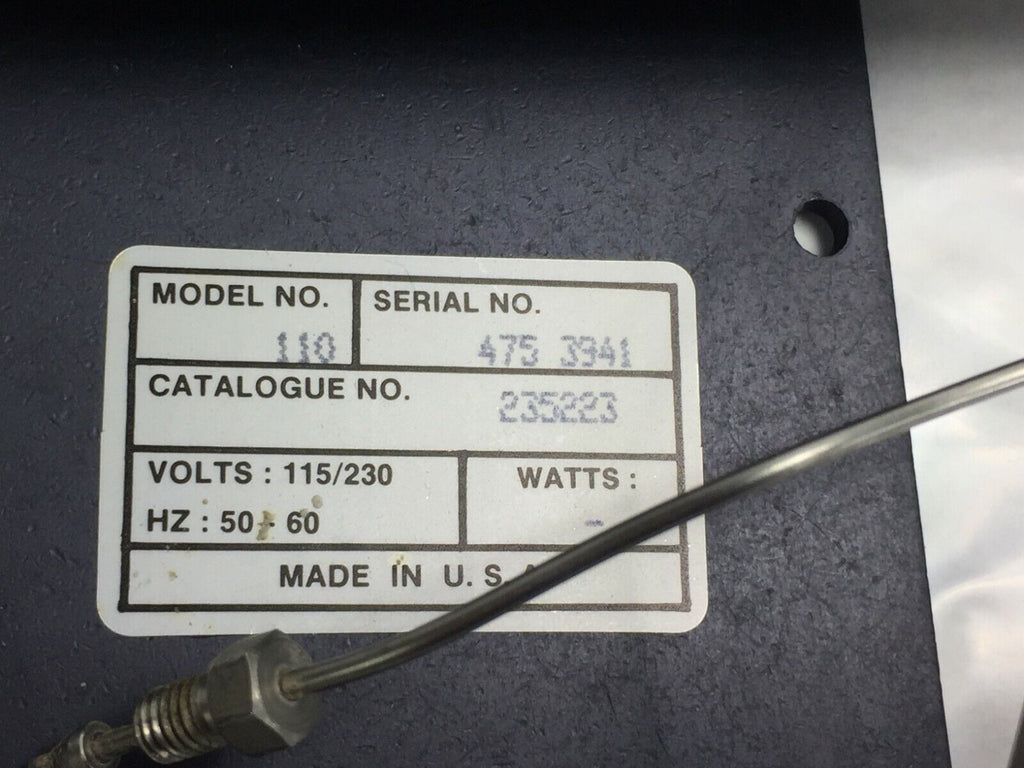 MODEL NO. SERIAL NO.
110 475 3941
CATALOGUE NO. 235223
VOLTS : 115/230 WATTS :
HZ : 50 - 60 -
MADE IN U. S.